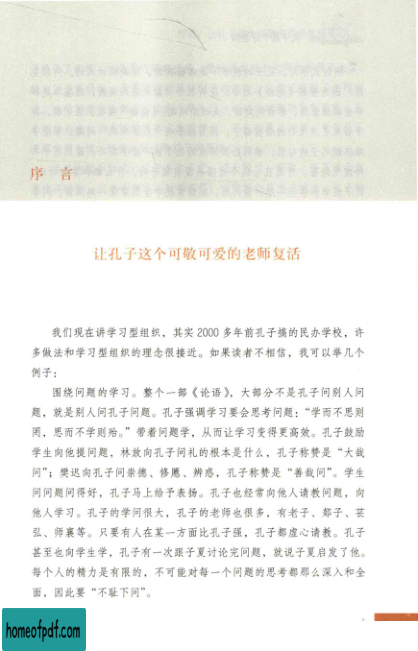 序 言
让孔子这个可敬可爱的老师复活
我们现在讲学习型组织，其实 2000 多年前孔子搞的民办学校，许
多做法和学习型组织的理念很接近。如果读者不相信，我可以举几个
例子：
围绕问题的学习。整个一部《论语》，大部分不是孔子问别人问
题，就是别人问孔子问题。孔子强调学习要会思考问题：“学而不思则
罔，思而不学则殆。”带着问题学，从而让学习变得更高效。孔子鼓励
学生向他提问题，林放向孔子问礼的根本是什么，孔子称赞是“大哉
问”；樊迟向孔子问崇德、修慝、辨惑，孔子称赞是“善哉问”。学生
问问题问得好，孔子马上给予表扬。孔子也经常向他人请教问题，向
他人学习。孔子的学问很大，孔子的老师也很多，有老子、郯子、苌
弘、师襄等。只要有人在某一方面比孔子强，孔子都虚心请教。孔子
甚至也向学生学，孔子有一次跟子夏讨论完问题，就说子夏启发了他。
每个人的精力是有限的，不可能对每一个问题的思考都那么深入和全
面，因此要“不耻下问”。
homeofpdf.com